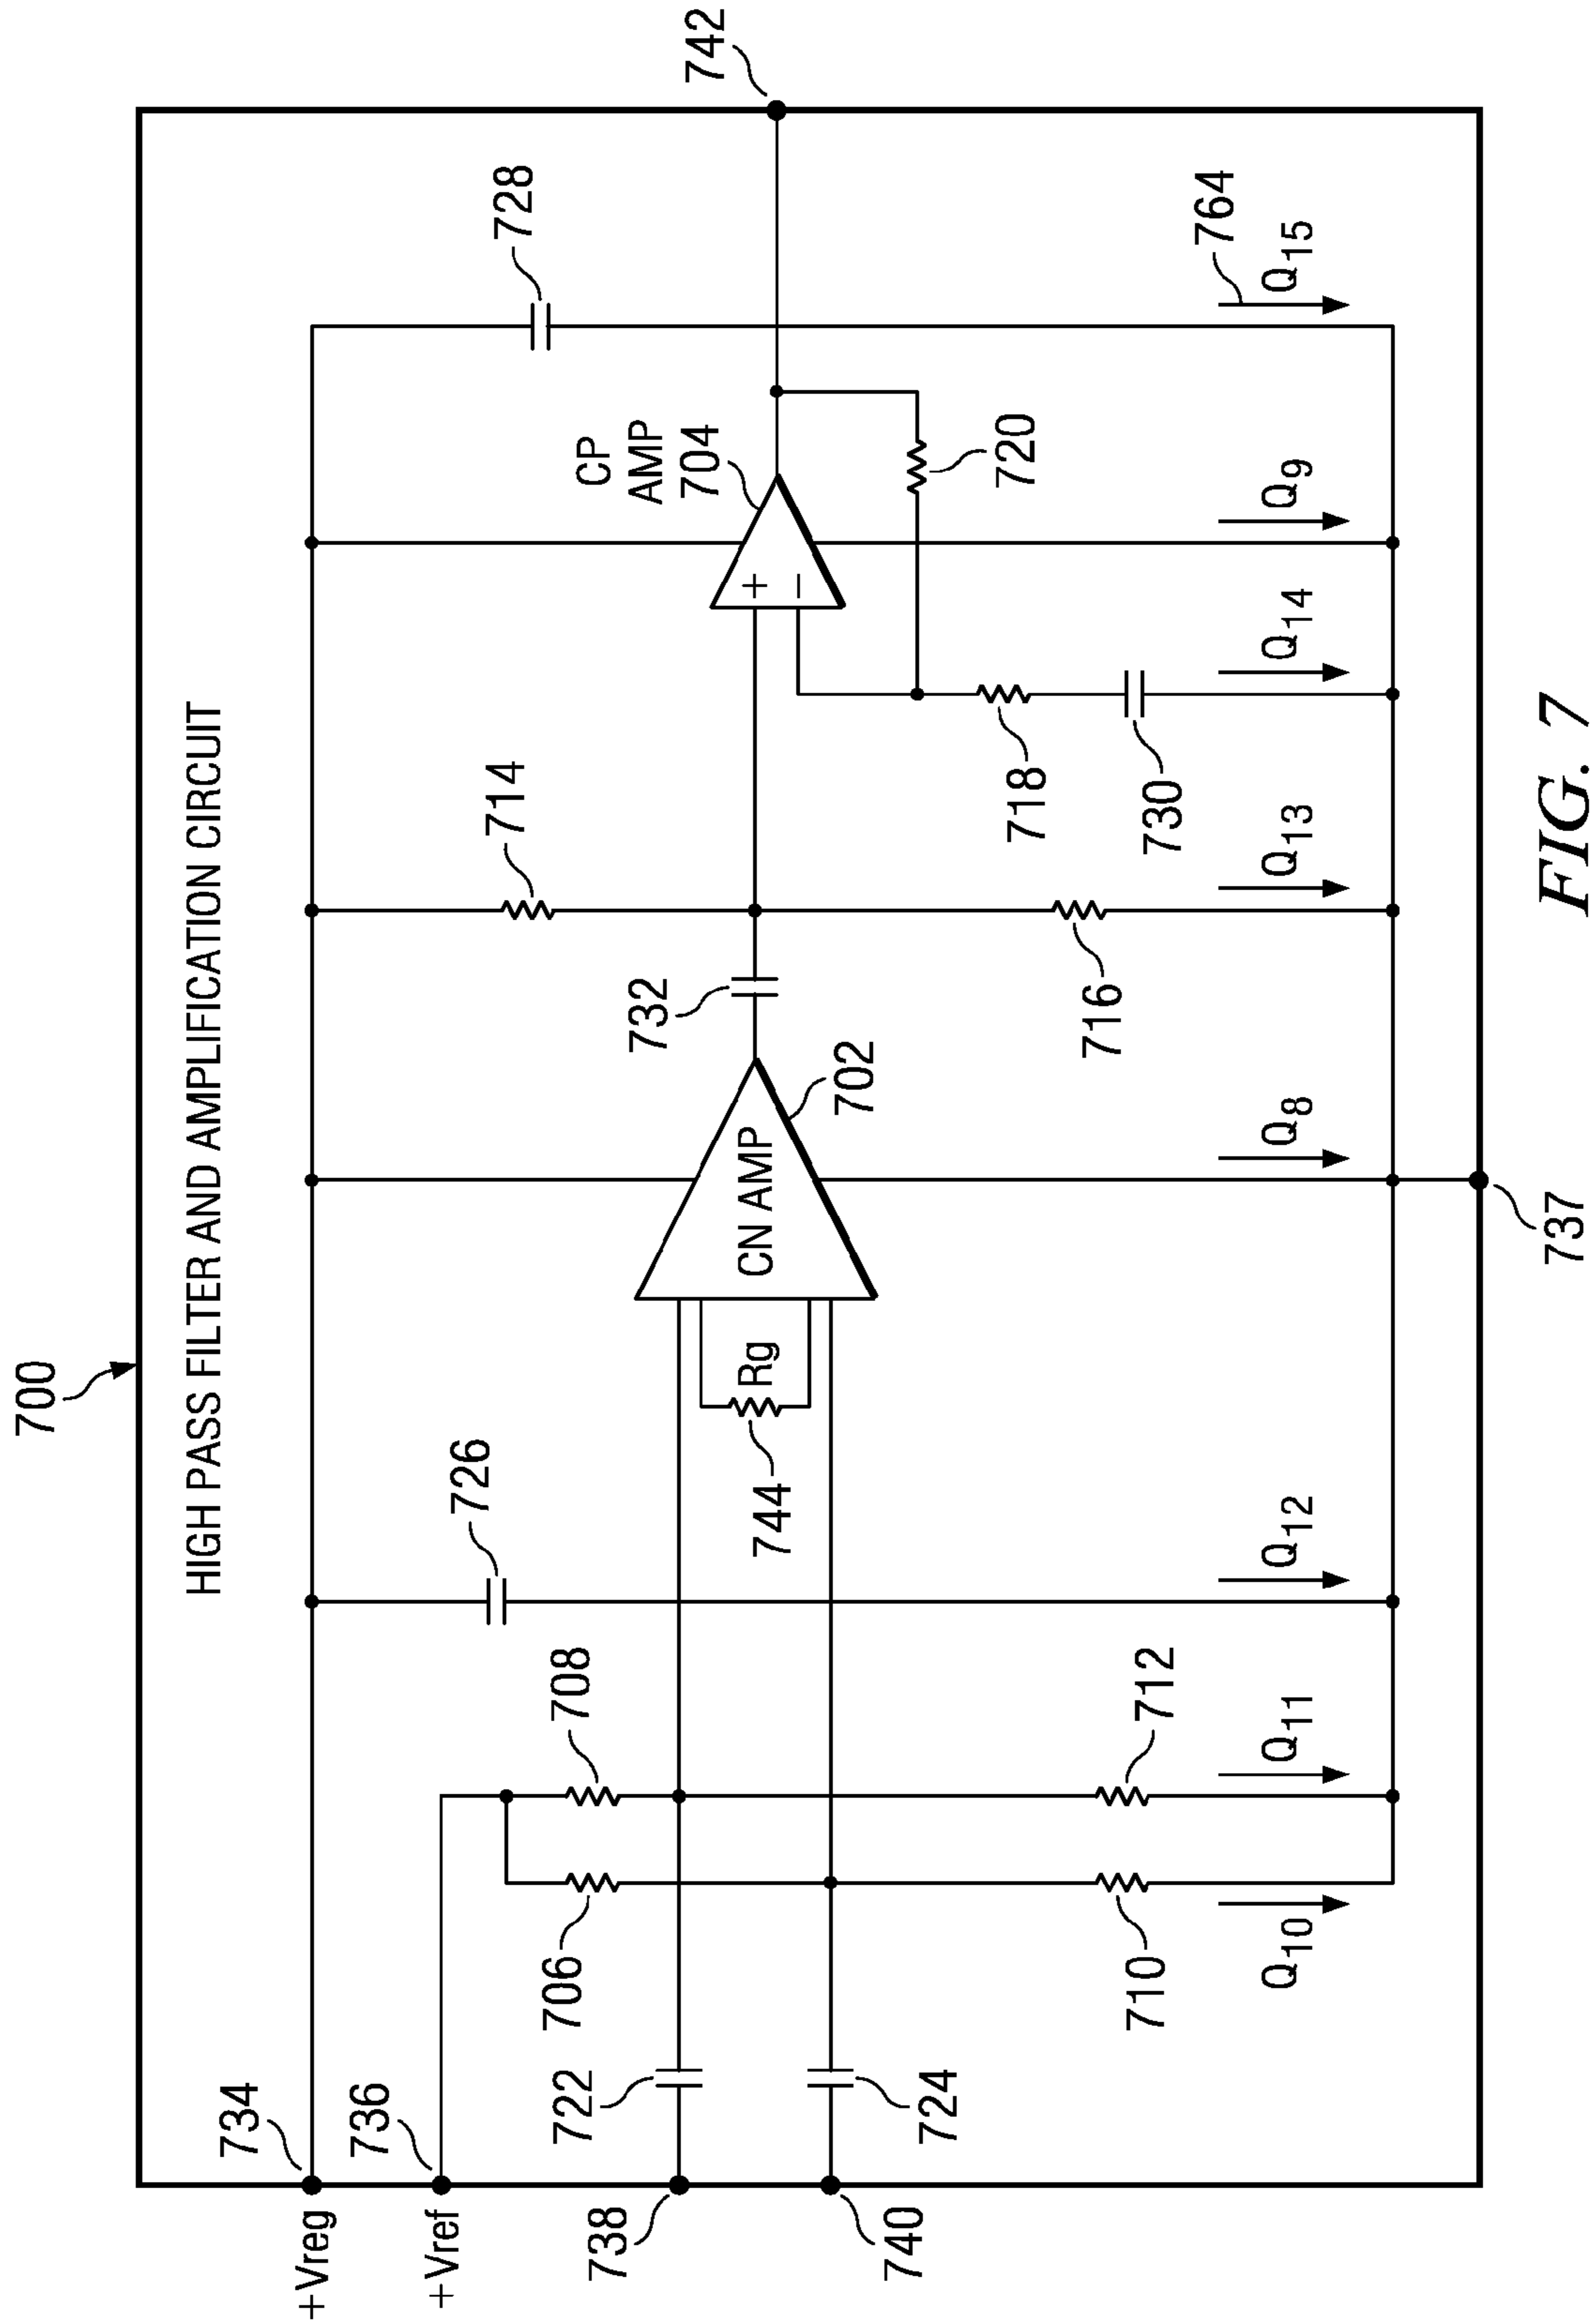 700
HIGH PASS FILTER AND AMPLIFICATION CIRCUIT
734
+Vreg
736
+Vref
738
740
722
724
706
708
710
712
726
744
Rg
CN AMP
702
732
714
716
718
730
CP
AMP
704
720
728
742
764
Q10
Q11
Q12
Q8
Q13
Q14
Q9
Q15
737
FIG. 7